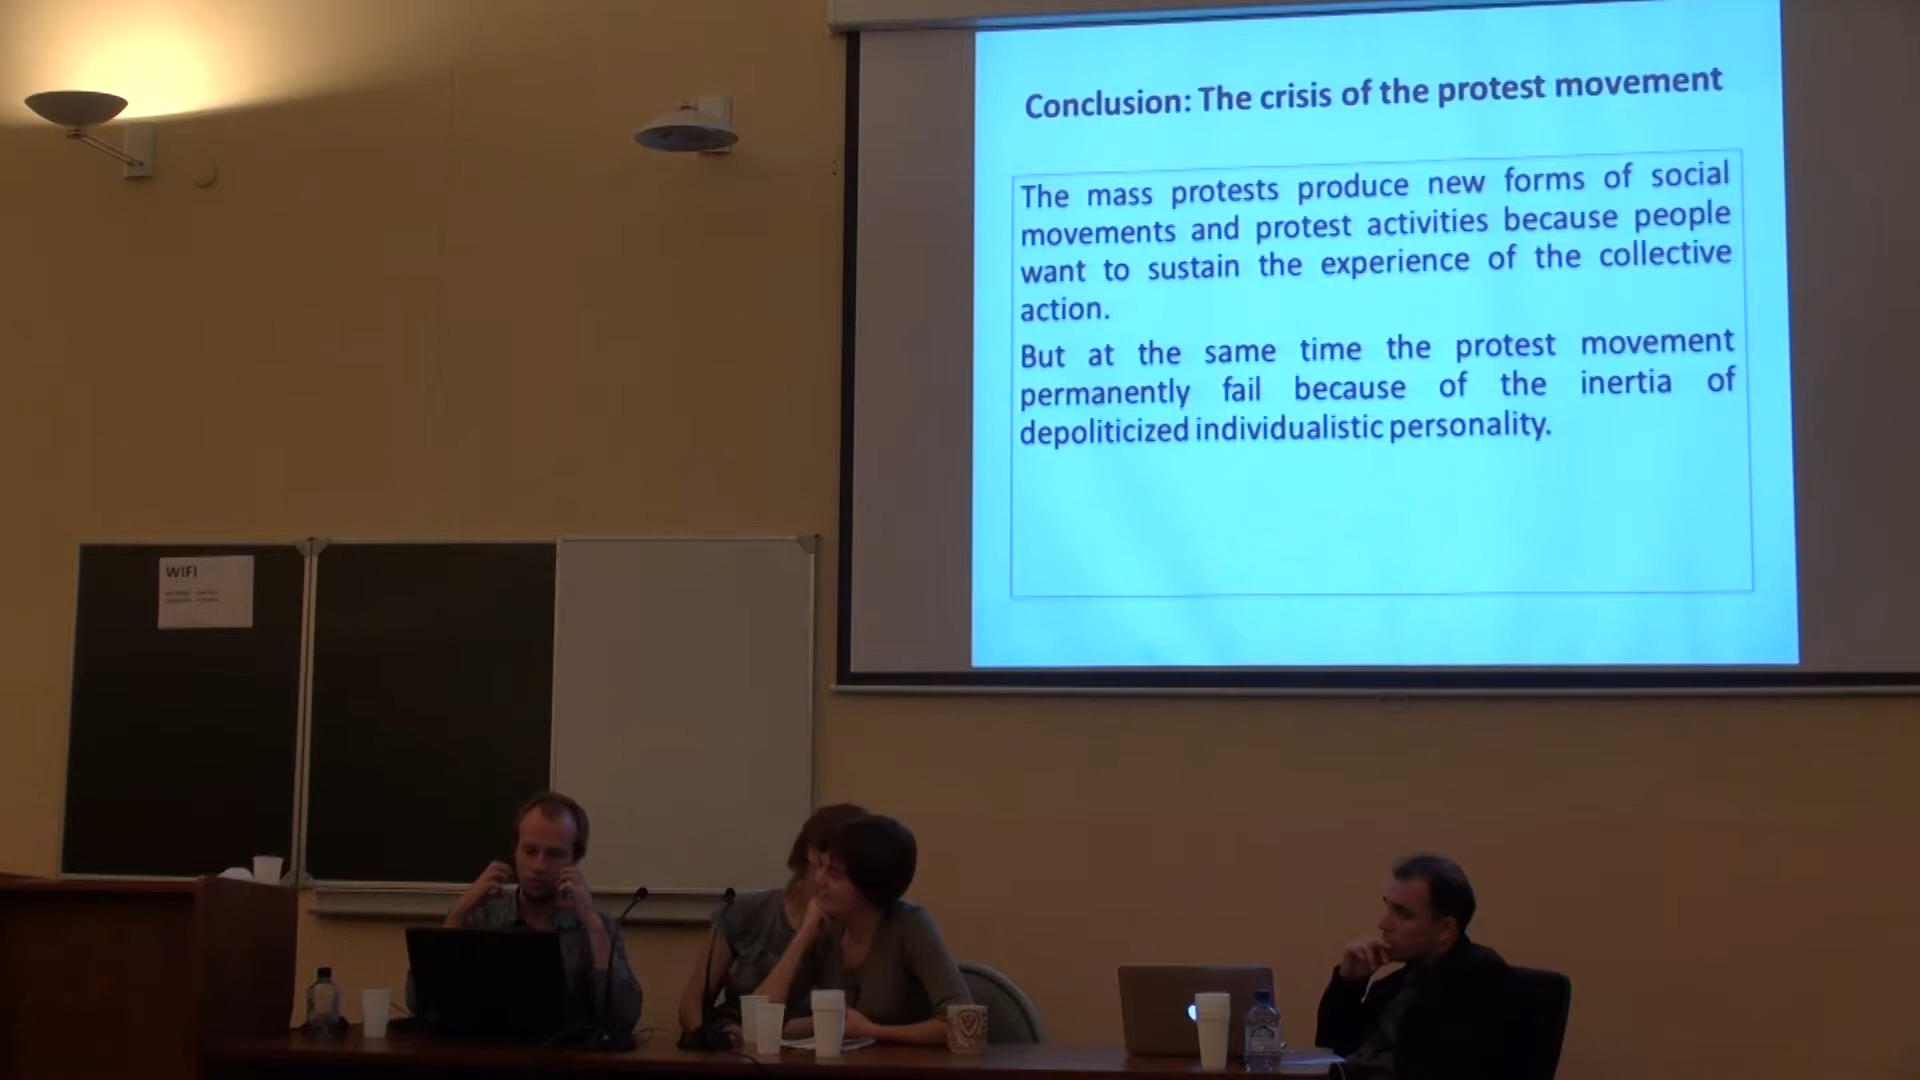 Conclusion: The crisis of the protest movement
The mass protests produce new forms of social
movements and protest activities because people
want to sustain the experience of the collective
action.
But at the same time the protest movement
permanently fail because of the inertia of
depoliticized individualistic personality.
WIFI